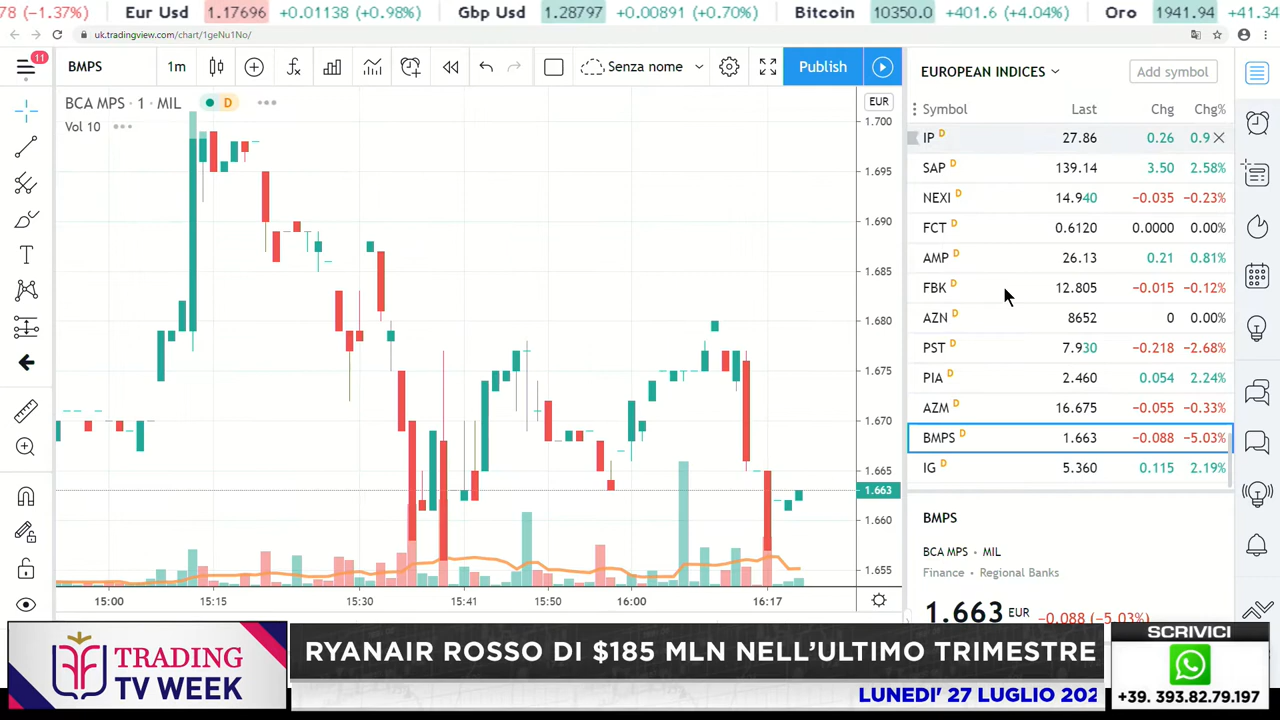 78 (−1.37%) Eur Usd 1.17696 +0.01138 (+0.98%) Gbp Usd 1.28797 +0.00891 (+0.70%) Bitcoin 10350.0 +401.6 (+4.04%) Oro 1941.94 +41.34
uk.tradingview.com/chart/1geNu1No/
11
BMPS 1m Senza nome Publish
EUROPEAN INDICES Add symbol
BCA MPS · 1 · MIL D
Vol 10
EUR
1.700
1.695
1.690
1.685
1.680
1.675
1.670
1.665
1.663
1.660
1.655
15:00 15:15 15:30 15:41 15:50 16:00 16:17
Symbol Last Chg Chg%
IP D 27.86 0.26 0.9
SAP D 139.14 3.50 2.58%
NEXI D 14.940 −0.035 −0.23%
FCT D 0.6120 0.0000 0.00%
AMP D 26.13 0.21 0.81%
FBK D 12.805 −0.015 −0.12%
AZN D 8652 0 0.00%
PST D 7.930 −0.218 −2.68%
PIA D 2.460 0.054 2.24%
AZM D 16.675 −0.055 −0.33%
BMPS D 1.663 −0.088 −5.03%
IG D 5.360 0.115 2.19%
BMPS
BCA MPS • MIL
Finance • Regional Banks
1.663 EUR −0.088 (−5.03%)
TRADING
TV WEEK
RYANAIR ROSSO DI $185 MLN NELL'ULTIMO TRIMESTRE
LUNEDI' 27 LUGLIO 202
SCRIVICI
+39. 393.82.79.197